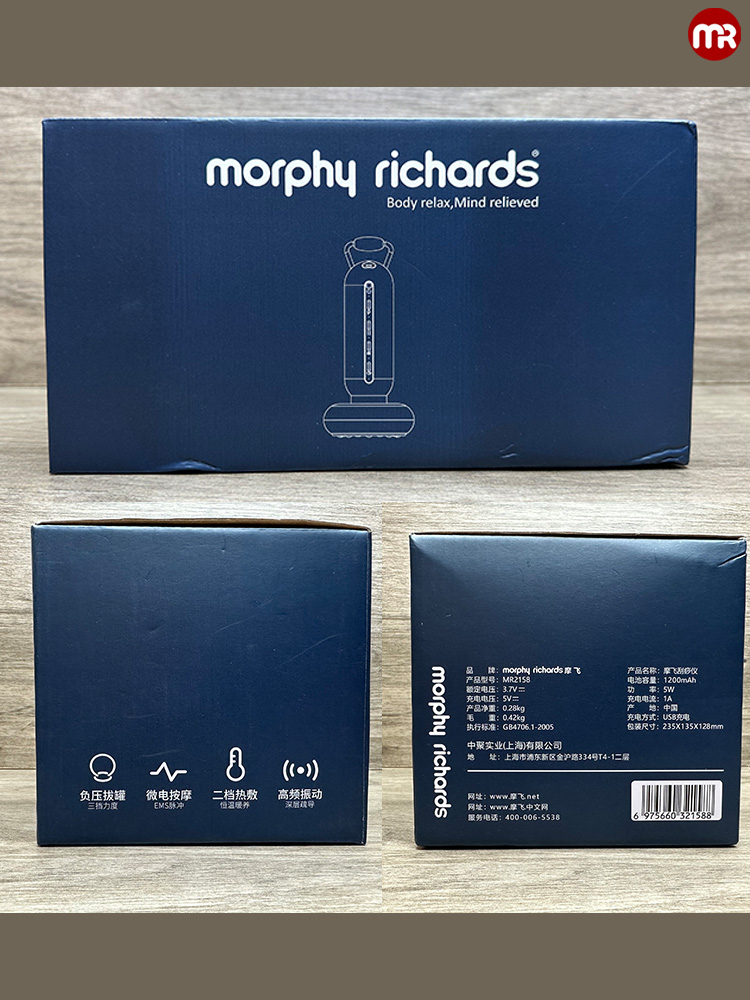 mR
morphy richards®
Body relax,Mind relieved
负压拔罐
三挡力度
微电按摩
EMS脉冲
二档热敷
恒温暖养
高频振动
深层疏导
morphy richards
品 牌：morphy richards 摩飞
产品型号：MR2158
额定电压：3.7V⎓
充电电压：5V⎓
产品净重：0.28kg
毛 重：0.42kg
执行标准：GB4706.1-2005
产品名称：摩飞刮痧仪
电池容量：1200mAh
功 率：5W
充电电流：1A
产 地：中国
充电方式：USB充电
包装尺寸：235X135X128mm
中聚实业(上海)有限公司
地 址：上海市浦东新区金沪路334号T4-1二层
网址：www.摩飞.net
网址：www.摩飞中文网
服务电话：400-006-5538
6 975660 321588